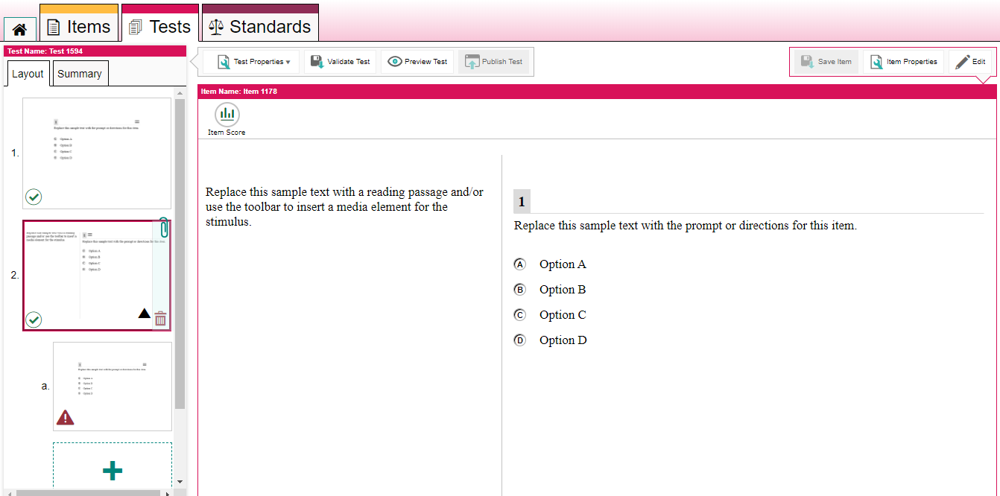 Items
Tests
Standards
Test Name: Test 1594
Layout
Summary
Test Properties
Validate Test
Preview Test
Publish Test
Save Item
Item Properties
Edit
Item Name: Item 1178
Item Score
1.
1
Replace this sample text with the prompt or directions for this item.
Option A
Option B
Option C
Option D
2.
Replace this sample text with a reading
passage and/or use the toolbar to insert a
media element for the stimulus.
1
Replace this sample text with the prompt or directions for this item.
Option A
Option B
Option C
Option D
a.
1
Replace this sample text with the prompt or directions for this item.
Option A
Option B
Option C
Option D
Replace this sample text with a reading passage and/or
use the toolbar to insert a media element for the
stimulus.
1
Replace this sample text with the prompt or directions for this item.
A Option A
B Option B
C Option C
D Option D